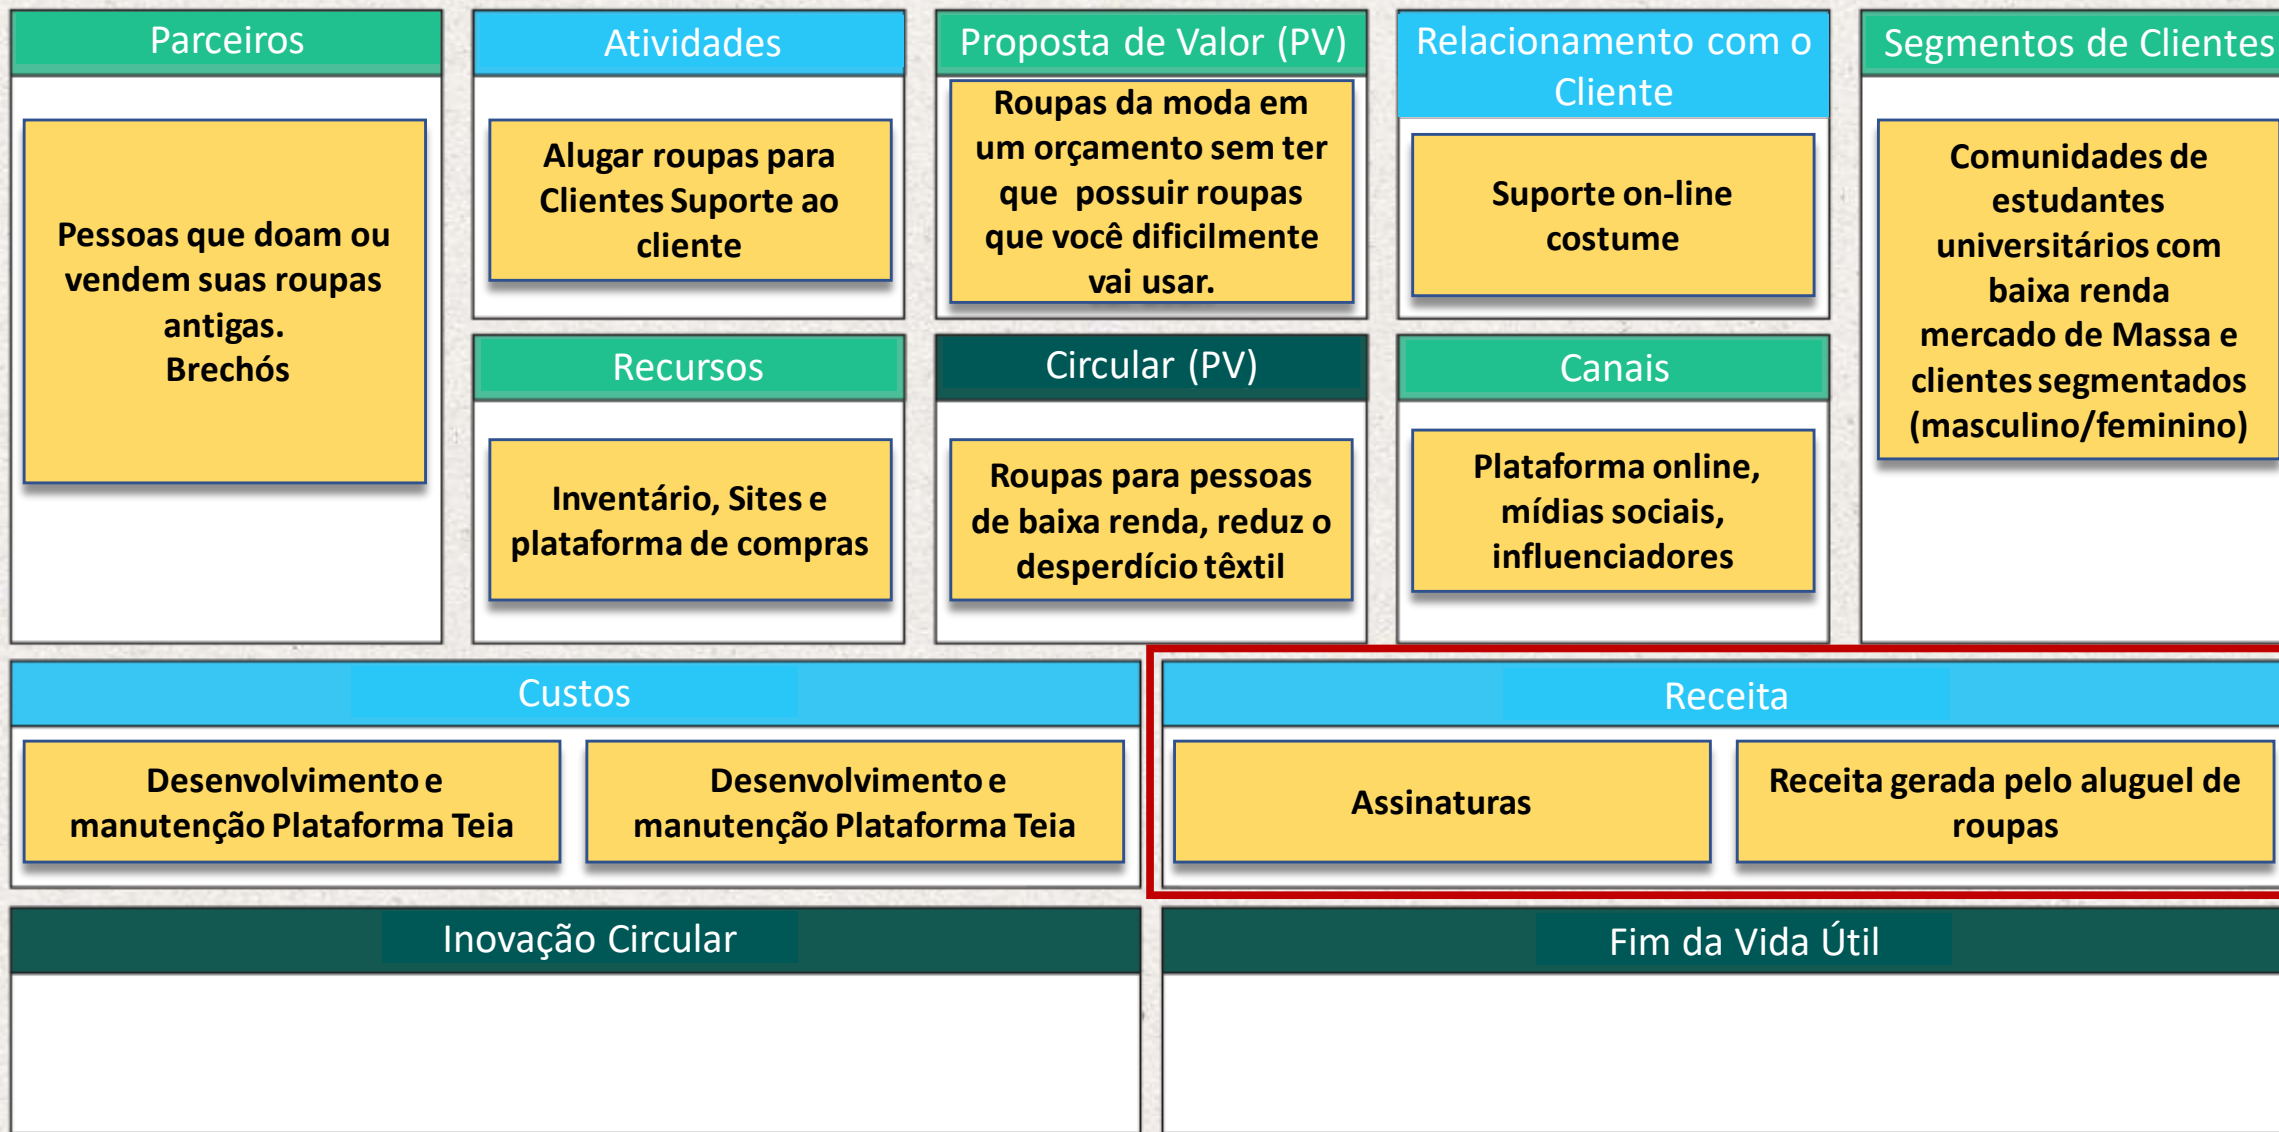 Parceiros
Pessoas que doam ou
vendem suas roupas
antigas.
Brechós
Atividades
Alugar roupas para
Clientes Suporte ao
cliente
Recursos
Inventário, Sites e
plataforma de compras
Proposta de Valor (PV)
Roupas da moda em
um orçamento sem ter
que possuir roupas
que você dificilmente
vai usar.
Circular (PV)
Roupas para pessoas
de baixa renda, reduz o
desperdício têxtil
Relacionamento com o
Cliente
Suporte on-line
costume
Canais
Plataforma online,
mídias sociais,
influenciadores
Segmentos de Clientes
Comunidades de
estudantes
universitários com
baixa renda
mercado de Massa e
clientes segmentados
(masculino/feminino)
Custos
Desenvolvimento e
manutenção Plataforma Teia
Desenvolvimento e
manutenção Plataforma Teia
Receita
Assinaturas
Receita gerada pelo aluguel de
roupas
Inovação Circular
Fim da Vida Útil